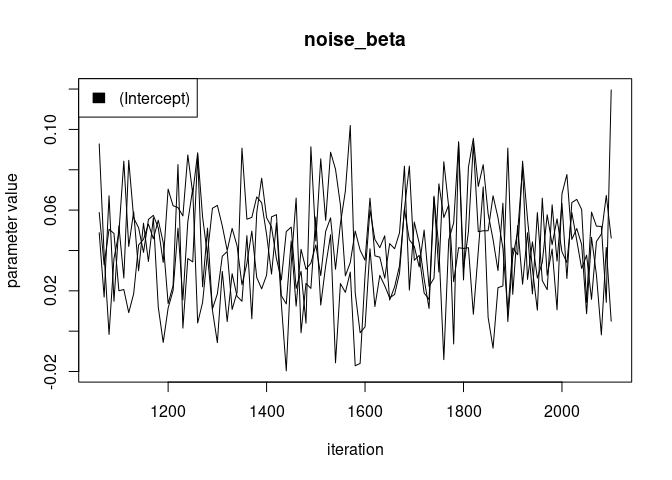 noise_beta
(Intercept)
parameter value
-0.02
0.02
0.06
0.10
1200
1400
1600
1800
2000
iteration